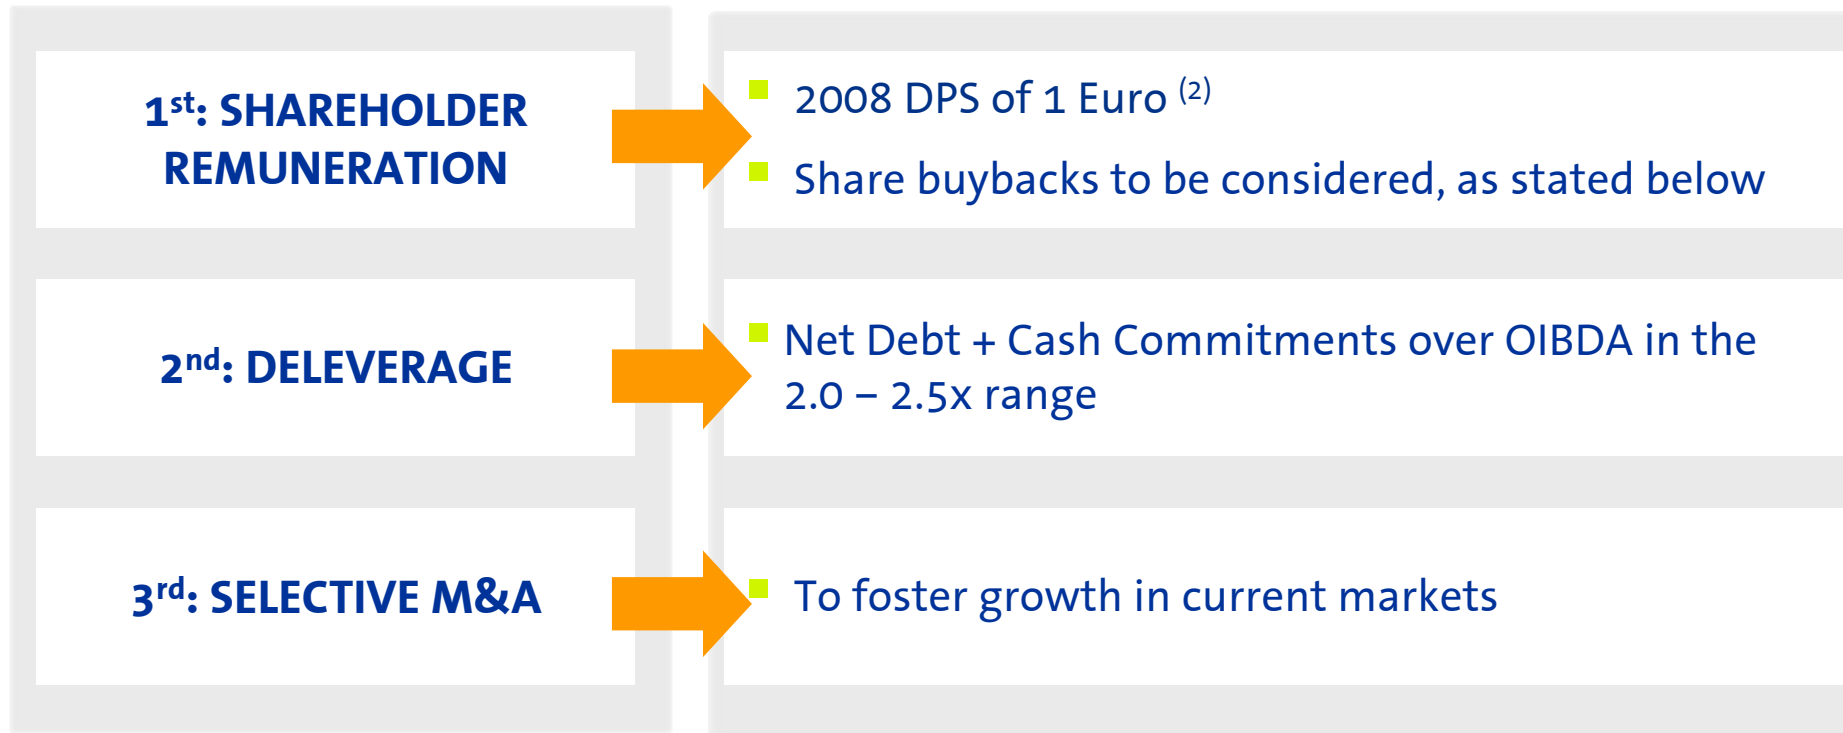 1st: SHAREHOLDER
REMUNERATION
2008 DPS of 1 Euro (2)
Share buybacks to be considered, as stated below
2nd: DELEVERAGE
Net Debt + Cash Commitments over OIBDA in the
2.0 – 2.5x range
3rd: SELECTIVE M&A
To foster growth in current markets